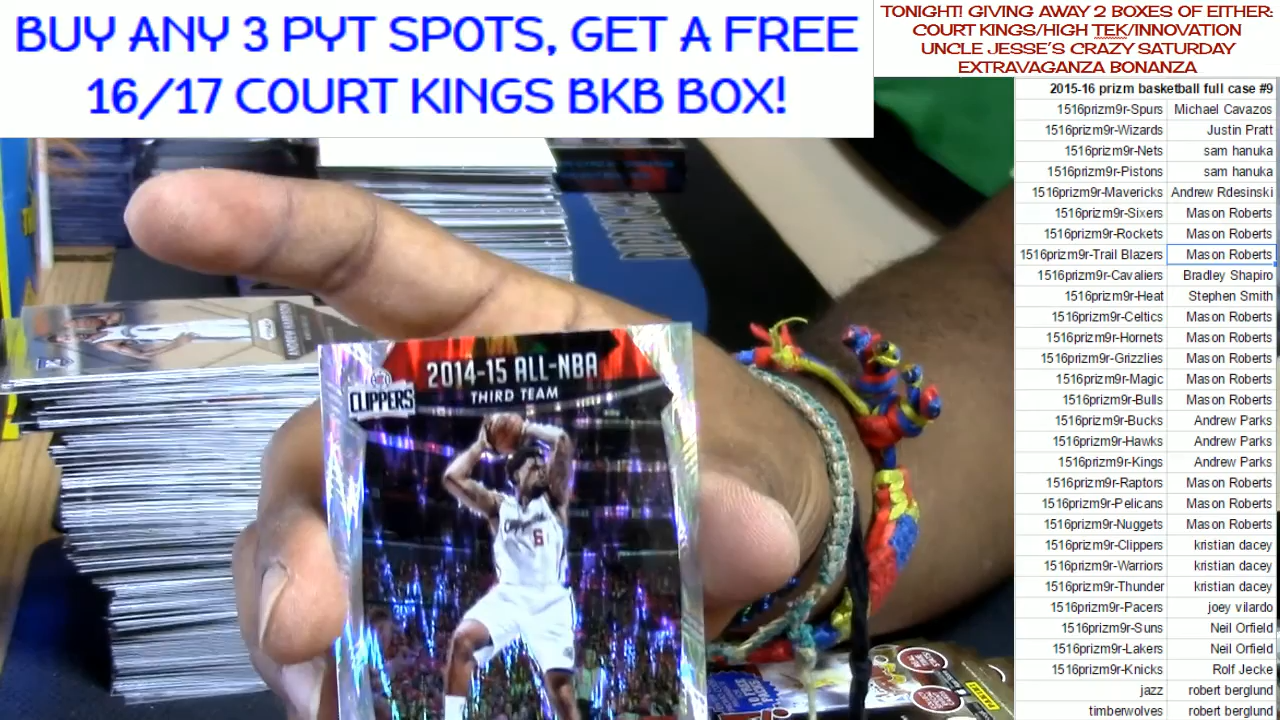 BUY ANY 3 PYT SPOTS, GET A FREE
16/17 COURT KINGS BKB BOX!
TONIGHT! GIVING AWAY 2 BOXES OF EITHER:
COURT KINGS/HIGH TEK/INNOVATION
UNCLE JESSE'S CRAZY SATURDAY
EXTRAVAGANZA BONANZA
2015-16 prizm basketball full case #9
1516prizm9r-Spurs Michael Cavazos
1516prizm9r-Wizards Justin Pratt
1516prizm9r-Nets sam hanuka
1516prizm9r-Pistons sam hanuka
1516prizm9r-Mavericks Andrew Rdesinski
1516prizm9r-Sixers Mason Roberts
1516prizm9r-Rockets Mason Roberts
1516prizm9r-Trail Blazers Mason Roberts
1516prizm9r-Cavaliers Bradley Shapiro
1516prizm9r-Heat Stephen Smith
1516prizm9r-Celtics Mason Roberts
1516prizm9r-Hornets Mason Roberts
1516prizm9r-Grizzlies Mason Roberts
1516prizm9r-Magic Mason Roberts
1516prizm9r-Bulls Mason Roberts
1516prizm9r-Bucks Andrew Parks
1516prizm9r-Hawks Andrew Parks
1516prizm9r-Kings Andrew Parks
1516prizm9r-Raptors Mason Roberts
1516prizm9r-Pelicans Mason Roberts
1516prizm9r-Nuggets Mason Roberts
1516prizm9r-Clippers kristian dacey
1516prizm9r-Warriors kristian dacey
1516prizm9r-Thunder kristian dacey
1516prizm9r-Pacers joey vilardo
1516prizm9r-Suns Neil Orfield
1516prizm9r-Lakers Neil Orfield
1516prizm9r-Knicks Rolf Jecke
jazz robert berglund
timberwolves robert berglund
2014-15 ALL-NBA
THIRD TEAM
CLIPPERS
6